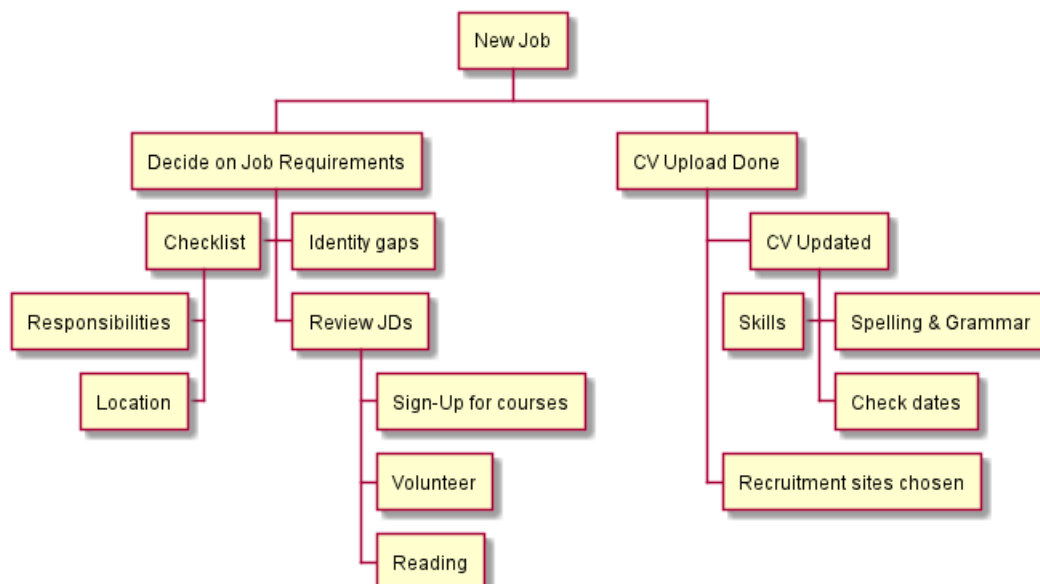 New Job
Decide on Job Requirements
CV Upload Done
Checklist
Identity gaps
CV Updated
Responsibilities
Review JDs
Skills
Spelling & Grammar
Location
Sign-Up for courses
Check dates
Volunteer
Recruitment sites chosen
Reading